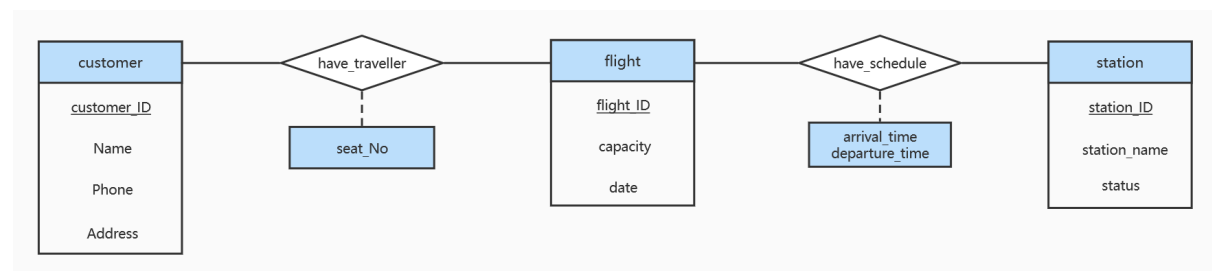 customer
customer_ID
Name
Phone
Address
have_traveller
seat_No
flight
flight_ID
capacity
date
have_schedule
arrival_time
departure_time
station
station_ID
station_name
status